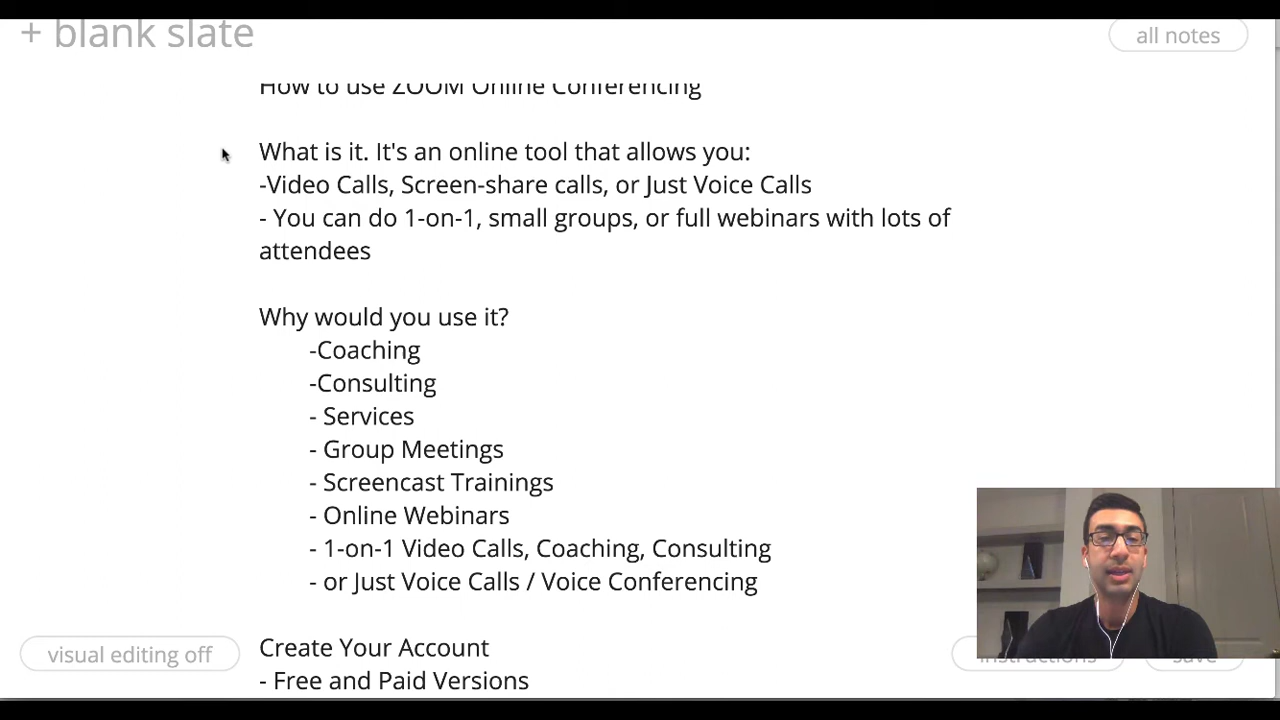 + blank slate
all notes
How to use ZOOM Online Conferencing
What is it. It's an online tool that allows you:
-Video Calls, Screen-share calls, or Just Voice Calls
- You can do 1-on-1, small groups, or full webinars with lots of
attendees
Why would you use it?
-Coaching
-Consulting
- Services
- Group Meetings
- Screencast Trainings
- Online Webinars
- 1-on-1 Video Calls, Coaching, Consulting
- or Just Voice Calls / Voice Conferencing
Create Your Account
- Free and Paid Versions
visual editing off
instructions
save